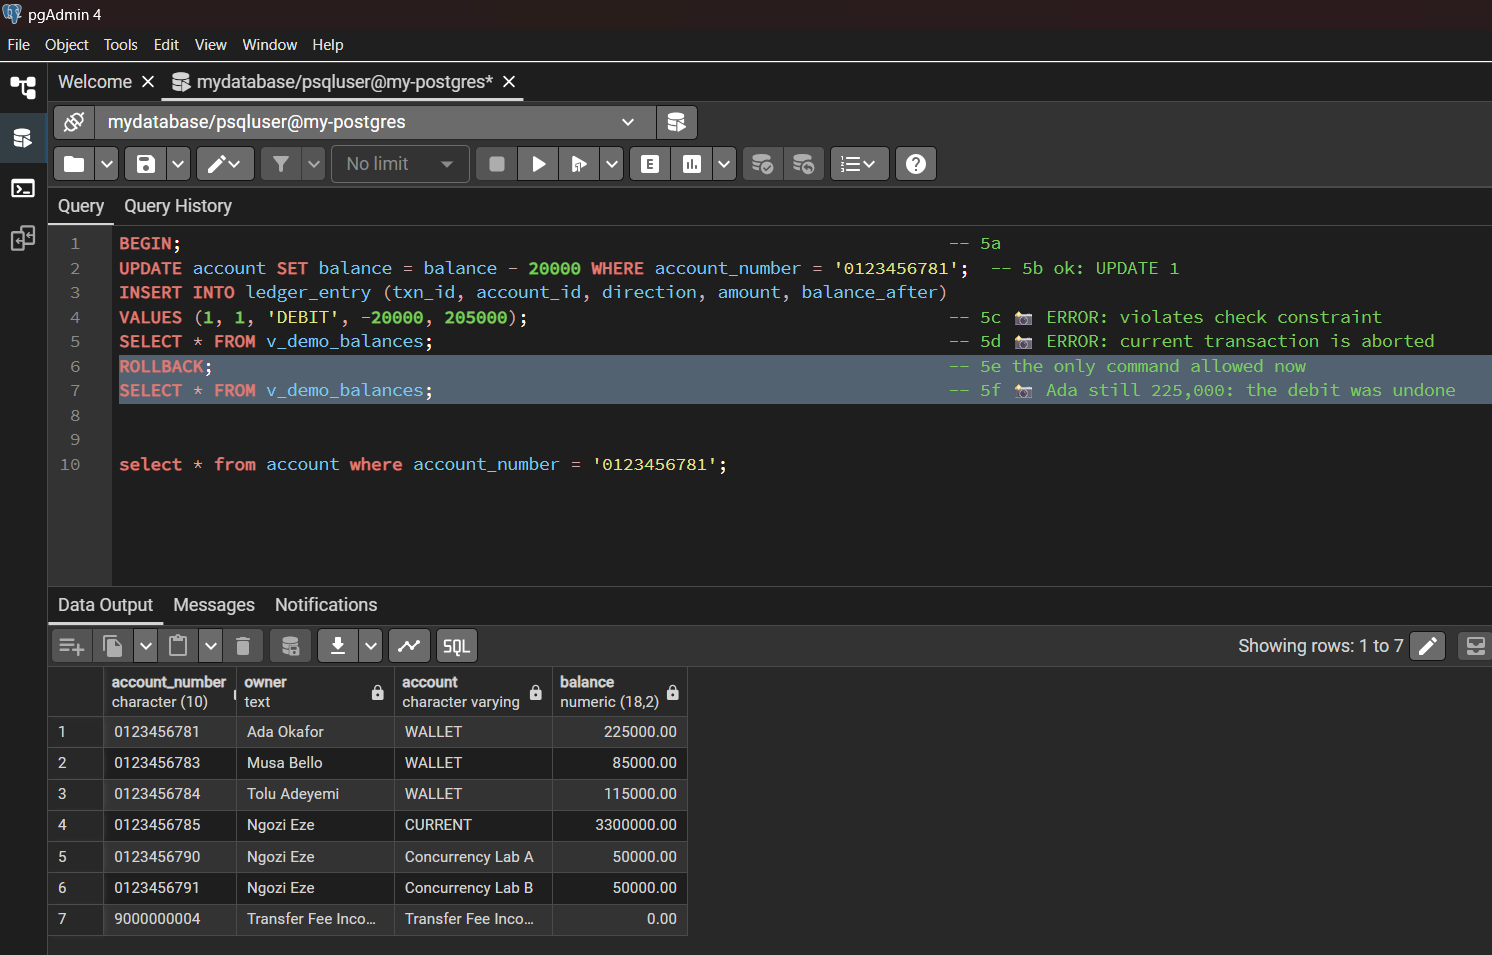 pgAdmin 4
File Object Tools Edit View Window Help
Welcome mydatabase/psqluser@my-postgres*
mydatabase/psqluser@my-postgres
No limit
E
Query Query History
1 BEGIN; -- 5a
2 UPDATE account SET balance = balance - 20000 WHERE account_number = '0123456781'; -- 5b ok: UPDATE 1
3 INSERT INTO ledger_entry (txn_id, account_id, direction, amount, balance_after)
4 VALUES (1, 1, 'DEBIT', -20000, 205000); -- 5c 📷 ERROR: violates check constraint
5 SELECT * FROM v_demo_balances; -- 5d 📷 ERROR: current transaction is aborted
6 ROLLBACK; -- 5e the only command allowed now
7 SELECT * FROM v_demo_balances; -- 5f 📷 Ada still 225,000: the debit was undone
8
9
10 select * from account where account_number = '0123456781';
Data Output Messages Notifications
SQL Showing rows: 1 to 7
account_number owner account balance
character (10) text character varying numeric (18,2)
1 0123456781 Ada Okafor WALLET 225000.00
2 0123456783 Musa Bello WALLET 85000.00
3 0123456784 Tolu Adeyemi WALLET 115000.00
4 0123456785 Ngozi Eze CURRENT 3300000.00
5 0123456790 Ngozi Eze Concurrency Lab A 50000.00
6 0123456791 Ngozi Eze Concurrency Lab B 50000.00
7 9000000004 Transfer Fee Inco... Transfer Fee Inco... 0.00